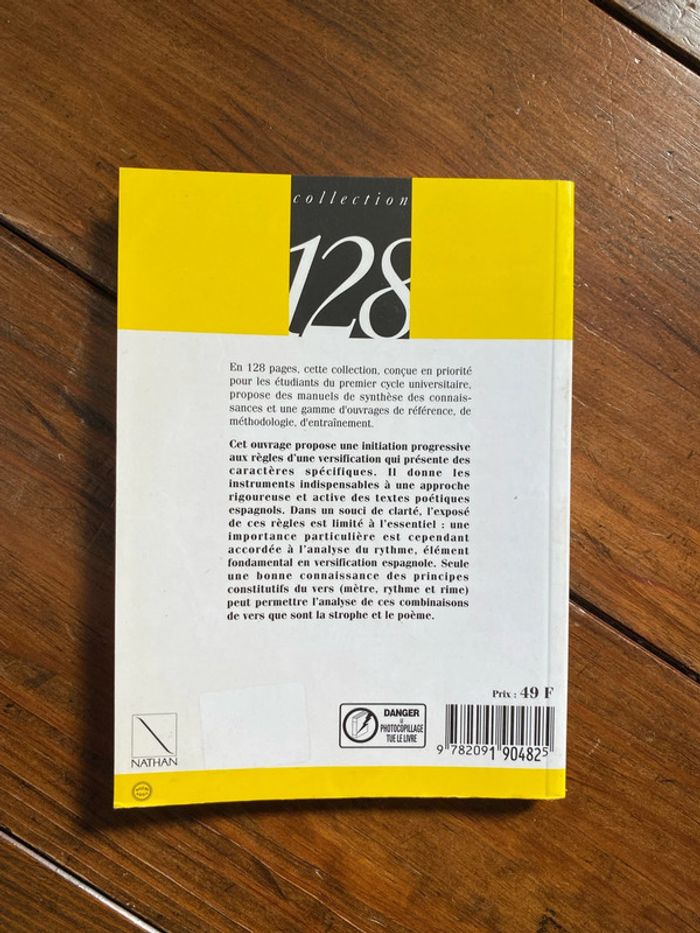 collection
128
En 128 pages, cette collection, conçue en priorité
pour les étudiants du premier cycle universitaire,
propose des manuels de synthèse des connais-
sances et une gamme d'ouvrages de référence, de
méthodologie, d'entraînement.
Cet ouvrage propose une initiation progressive
aux règles d'une versification qui présente des
caractères spécifiques. Il donne les
instruments indispensables à une approche
rigoureuse et active des textes poétiques
espagnols. Dans un souci de clarté, l'exposé
de ces règles est limité à l'essentiel : une
importance particulière est cependant
accordée à l'analyse du rythme, élément
fondamental en versification espagnole. Seule
une bonne connaissance des principes
constitutifs du vers (mètre, rythme et rime)
peut permettre l'analyse de ces combinaisons
de vers que sont la strophe et le poème.
Prix : 49 F
NATHAN
DANGER
LE
PHOTOCOPILLAGE
TUE LE LIVRE
9 782091 904825